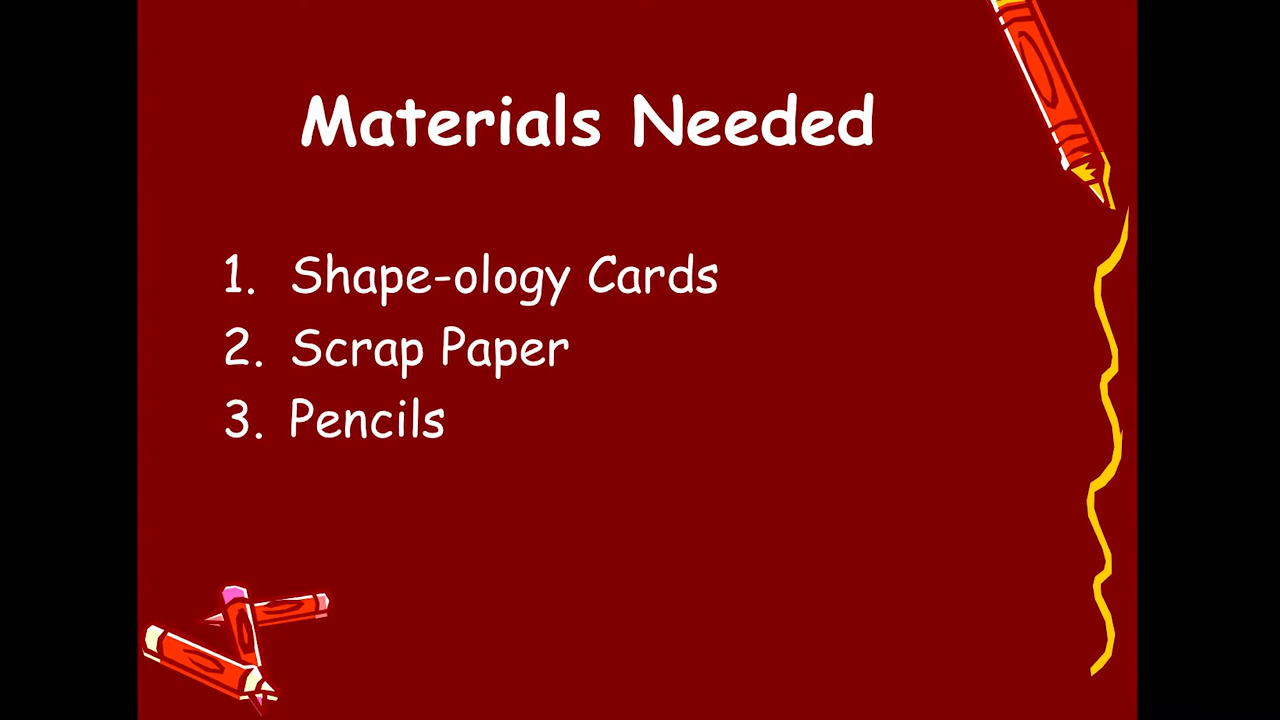 Materials Needed
1. Shape-ology Cards
2. Scrap Paper
3. Pencils